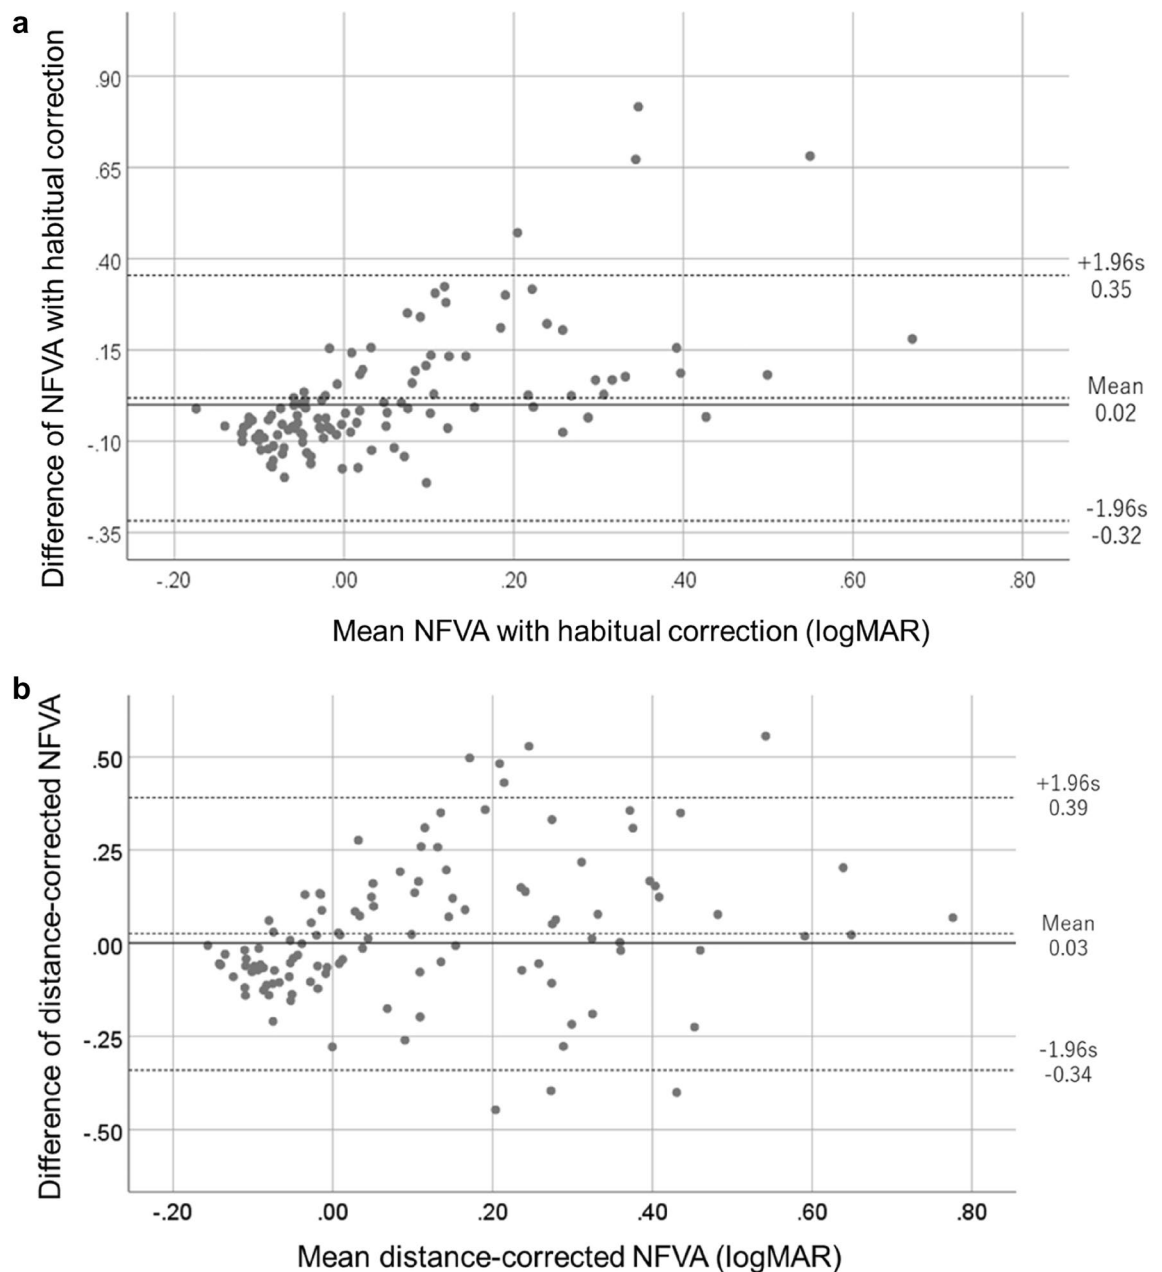 a
Difference of NFVA with habitual correction
.90
.65
.40
.15
-.10
-.35
+1.96s
0.35
Mean
0.02
-1.96s
-0.32
-.20 .00 .20 .40 .60 .80
Mean NFVA with habitual correction (logMAR)
b
Difference of distance-corrected NFVA
.50
.25
.00
-.25
-.50
+1.96s
0.39
Mean
0.03
-1.96s
-0.34
-.20 .00 .20 .40 .60 .80
Mean distance-corrected NFVA (logMAR)